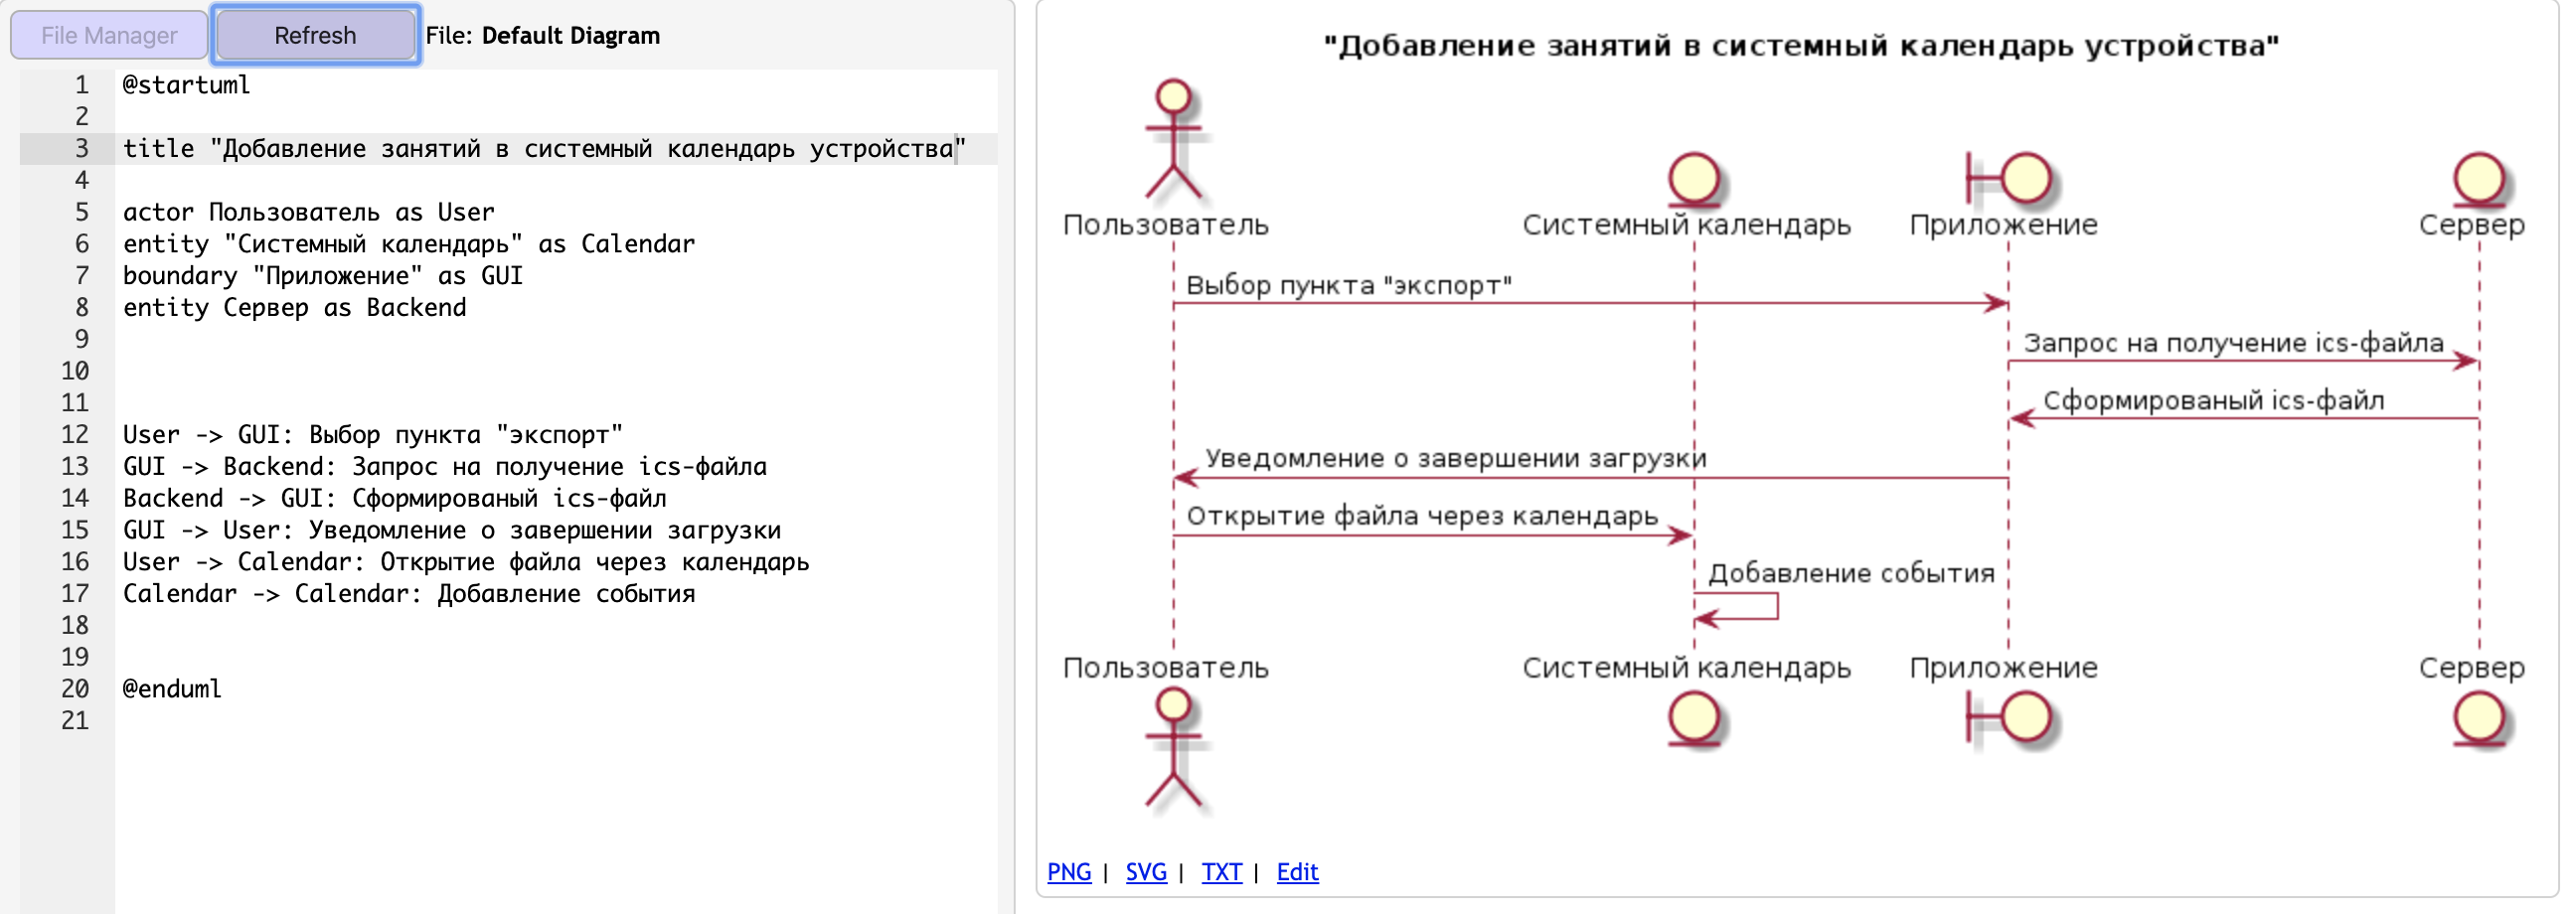 File Manager Refresh File: Default Diagram
1 @startuml
2
3 title "Добавление занятий в системный календарь устройства"
4
5 actor Пользователь as User
6 entity "Системный календарь" as Calendar
7 boundary "Приложение" as GUI
8 entity Сервер as Backend
9
10
11
12 User -> GUI: Выбор пункта "экспорт"
13 GUI -> Backend: Запрос на получение ics-файла
14 Backend -> GUI: Сформированый ics-файл
15 GUI -> User: Уведомление о завершении загрузки
16 User -> Calendar: Открытие файла через календарь
17 Calendar -> Calendar: Добавление события
18
19
20 @enduml
21
"Добавление занятий в системный календарь устройства"
Пользователь Системный календарь Приложение Сервер
Выбор пункта "экспорт"
Запрос на получение ics-файла
Сформированый ics-файл
Уведомление о завершении загрузки
Открытие файла через календарь
Добавление события
Пользователь Системный календарь Приложение Сервер
PNG | SVG | TXT | Edit